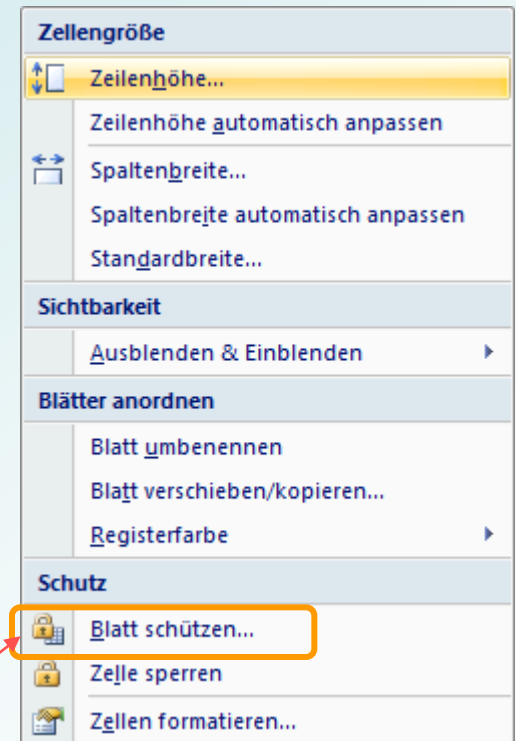 Zellengröße
Zeilenhöhe...
Zeilenhöhe automatisch anpassen
Spaltenbreite...
Spaltenbreite automatisch anpassen
Standardbreite...
Sichtbarkeit
Ausblenden & Einblenden
Blätter anordnen
Blatt umbenennen
Blatt verschieben/kopieren...
Registerfarbe
Schutz
Blatt schützen...
Zelle sperren
Zellen formatieren...